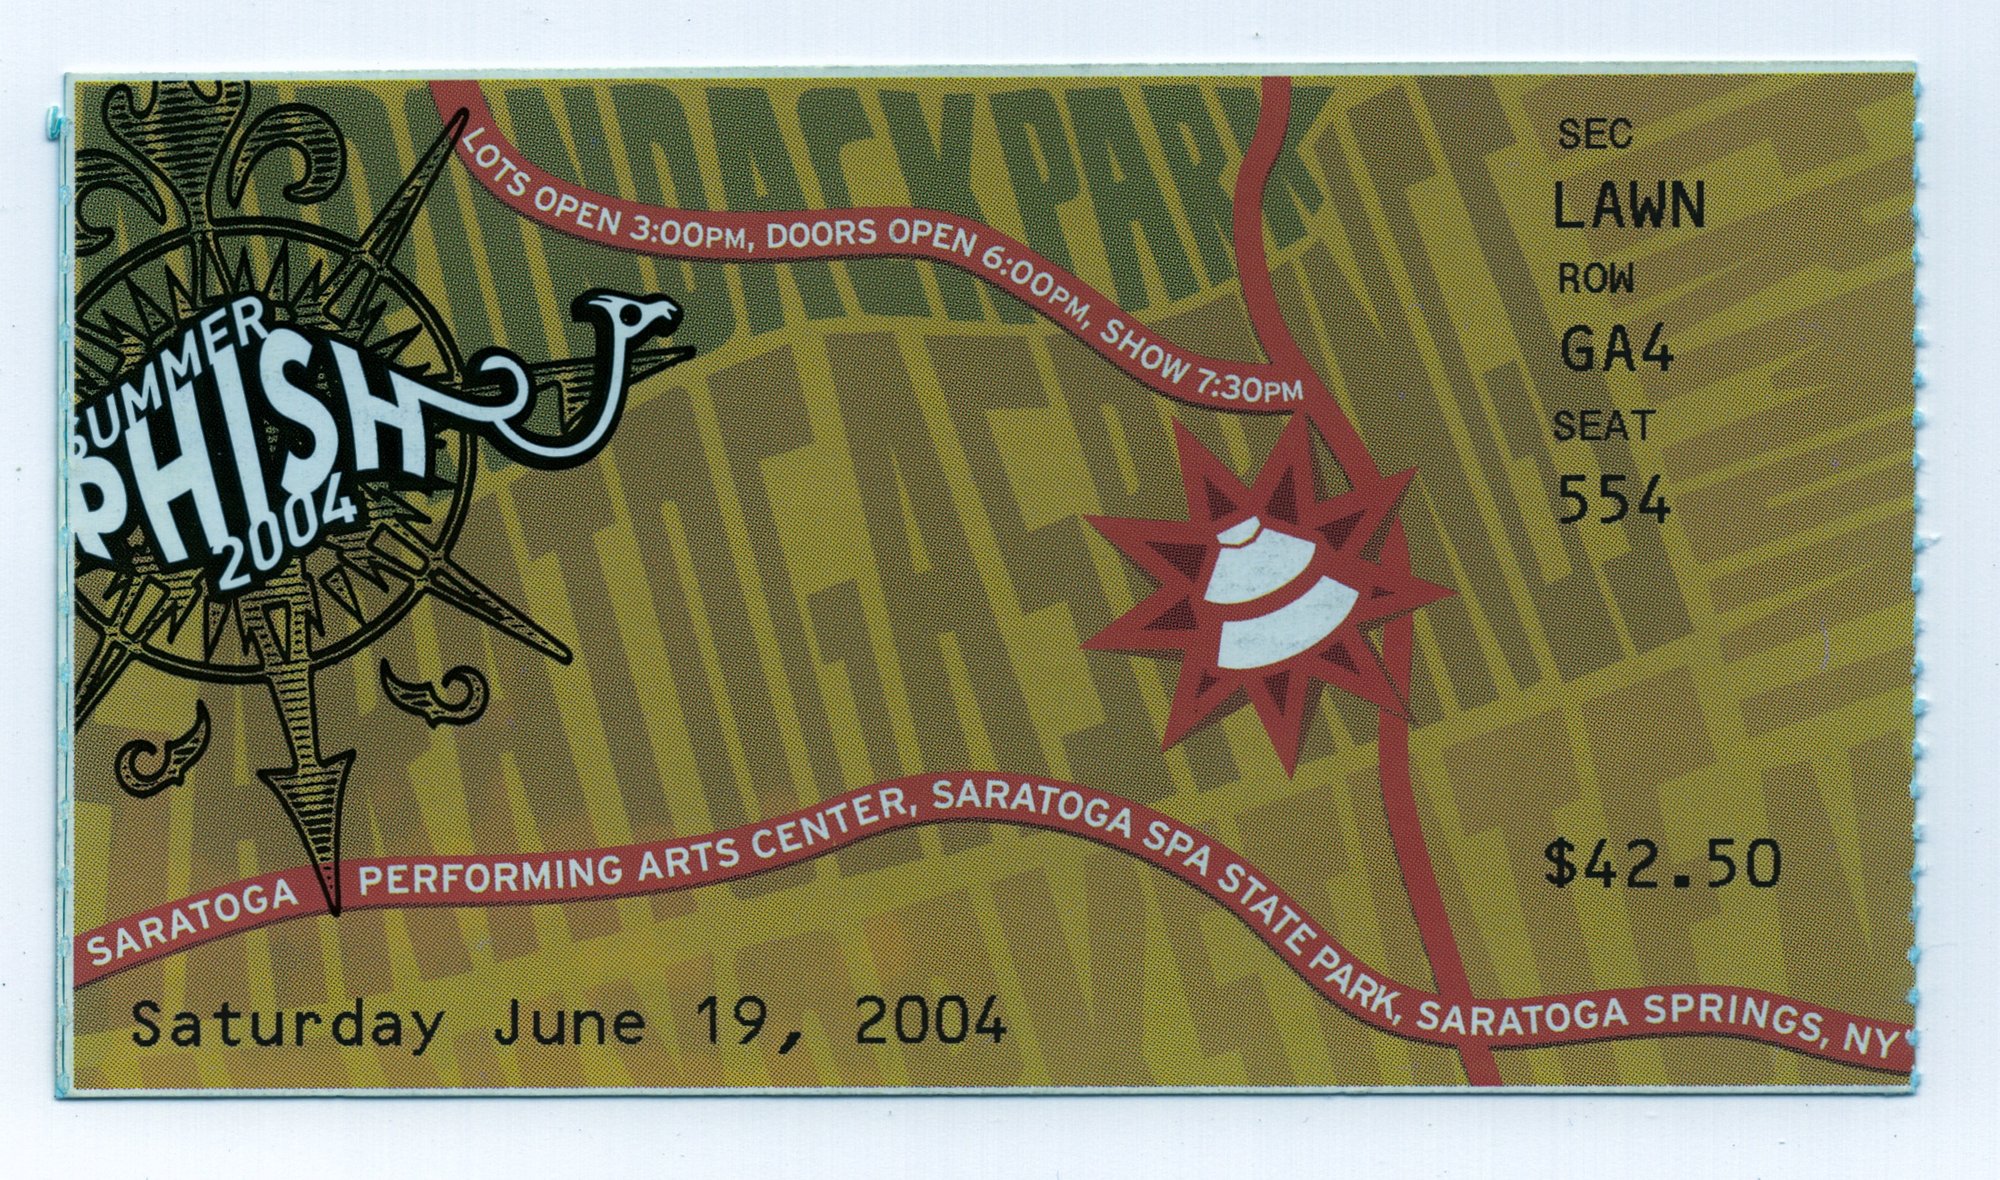 LOTS OPEN 3:00PM, DOORS OPEN 6:00PM, SHOW 7:30PM
SUMMER
PHISH
2004
SEC
LAWN
ROW
GA4
SEAT
554
$42.50
SARATOGA PERFORMING ARTS CENTER, SARATOGA SPA STATE PARK, SARATOGA SPRINGS, NY
Saturday June 19, 2004
PARK